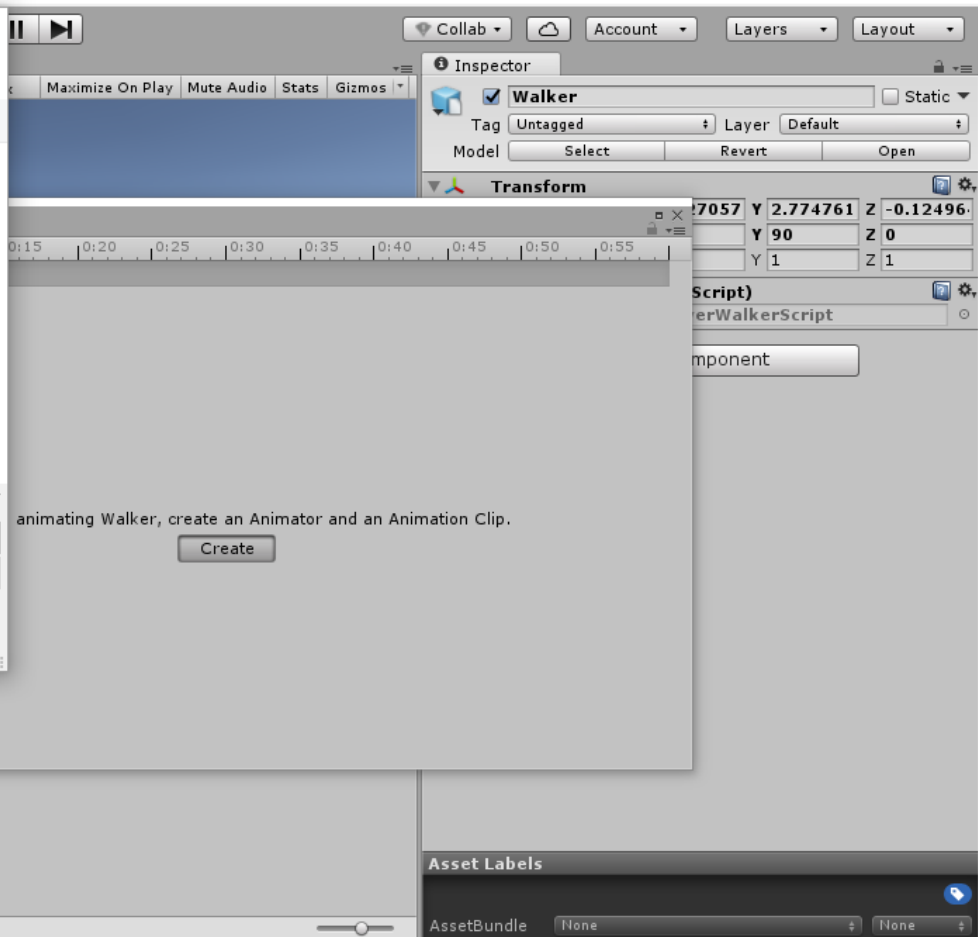 Collab Account Layers Layout
Inspector
Maximize On Play Mute Audio Stats Gizmos
Walker Static
Tag Untagged Layer Default
Model Select Revert Open
Transform
27057 Y 2.774761 Z -0.12496
Y 90 Z 0
Y 1 Z 1
0:15 0:20 0:25 0:30 0:35 0:40 0:45 0:50 0:55
Script)
erWalkerScript
mponent
animating Walker, create an Animator and an Animation Clip.
Create
Asset Labels
AssetBundle None None